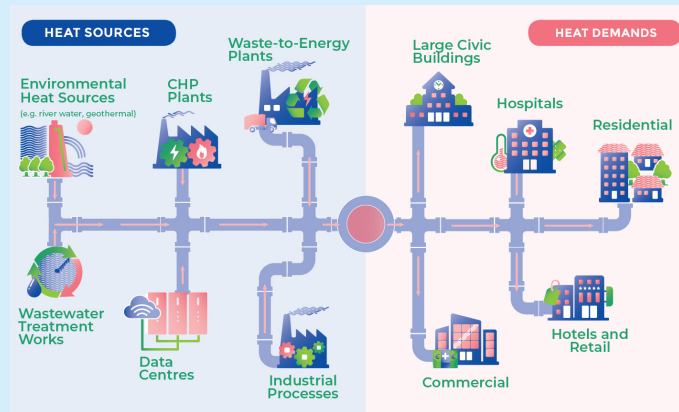 HEAT SOURCES
HEAT DEMANDS
Waste-to-Energy
Plants
Large Civic
Buildings
Environmental
Heat Sources
(e.g. river water, geothermal)
CHP
Plants
Hospitals
Residential
Wastewater
Treatment
Works
Data
Centres
Industrial
Processes
Commercial
Hotels and
Retail